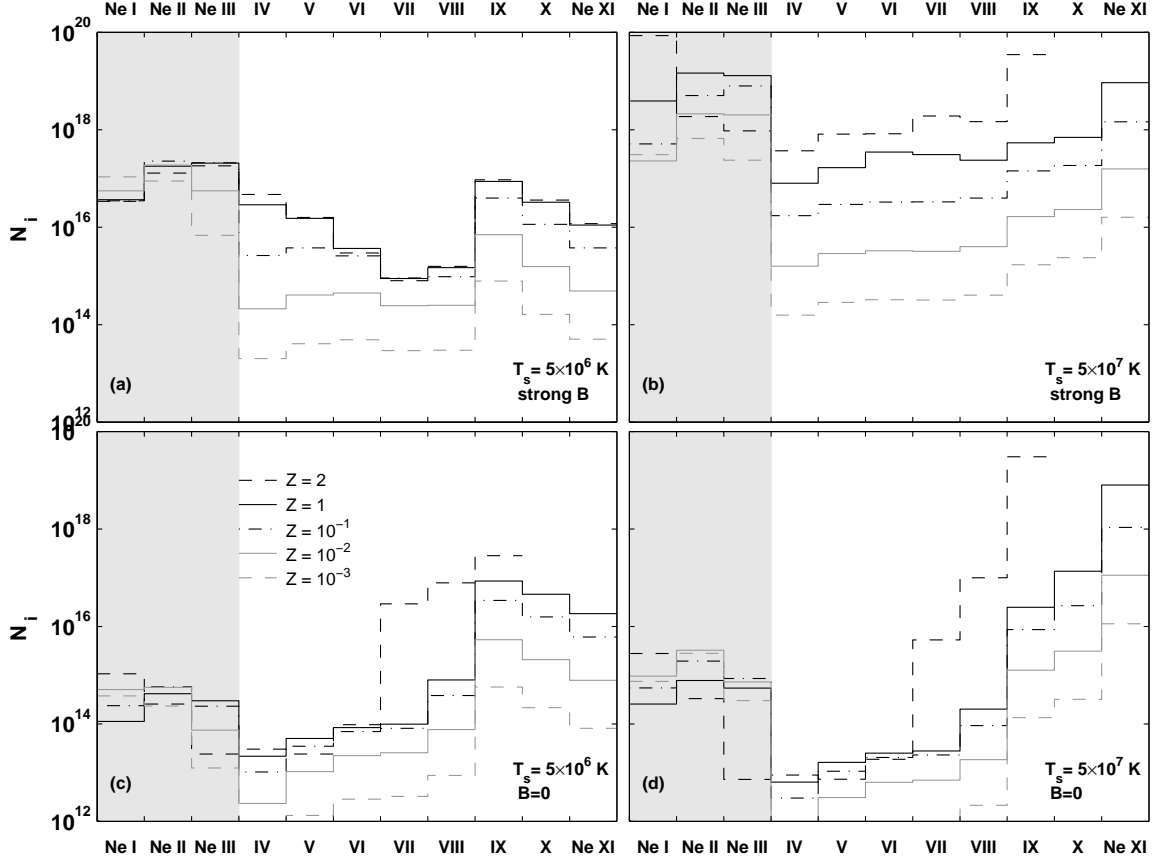 Ne I Ne II Ne III IV V VI VII VIII IX X Ne XI Ne I Ne II Ne III IV V VI VII VIII IX X Ne XI
10^20
10^18
10^16
10^14
10^12
N_i
(a)
T_s = 5×10^6 K
strong B
(b)
T_s = 5×10^7 K
strong B
10^20
10^18
10^16
10^14
10^12
N_i
Z = 2
Z = 1
Z = 10^−1
Z = 10^−2
Z = 10^−3
(c)
T_s = 5×10^6 K
B=0
(d)
T_s = 5×10^7 K
B=0
Ne I Ne II Ne III IV V VI VII VIII IX X Ne XI Ne I Ne II Ne III IV V VI VII VIII IX X Ne XI